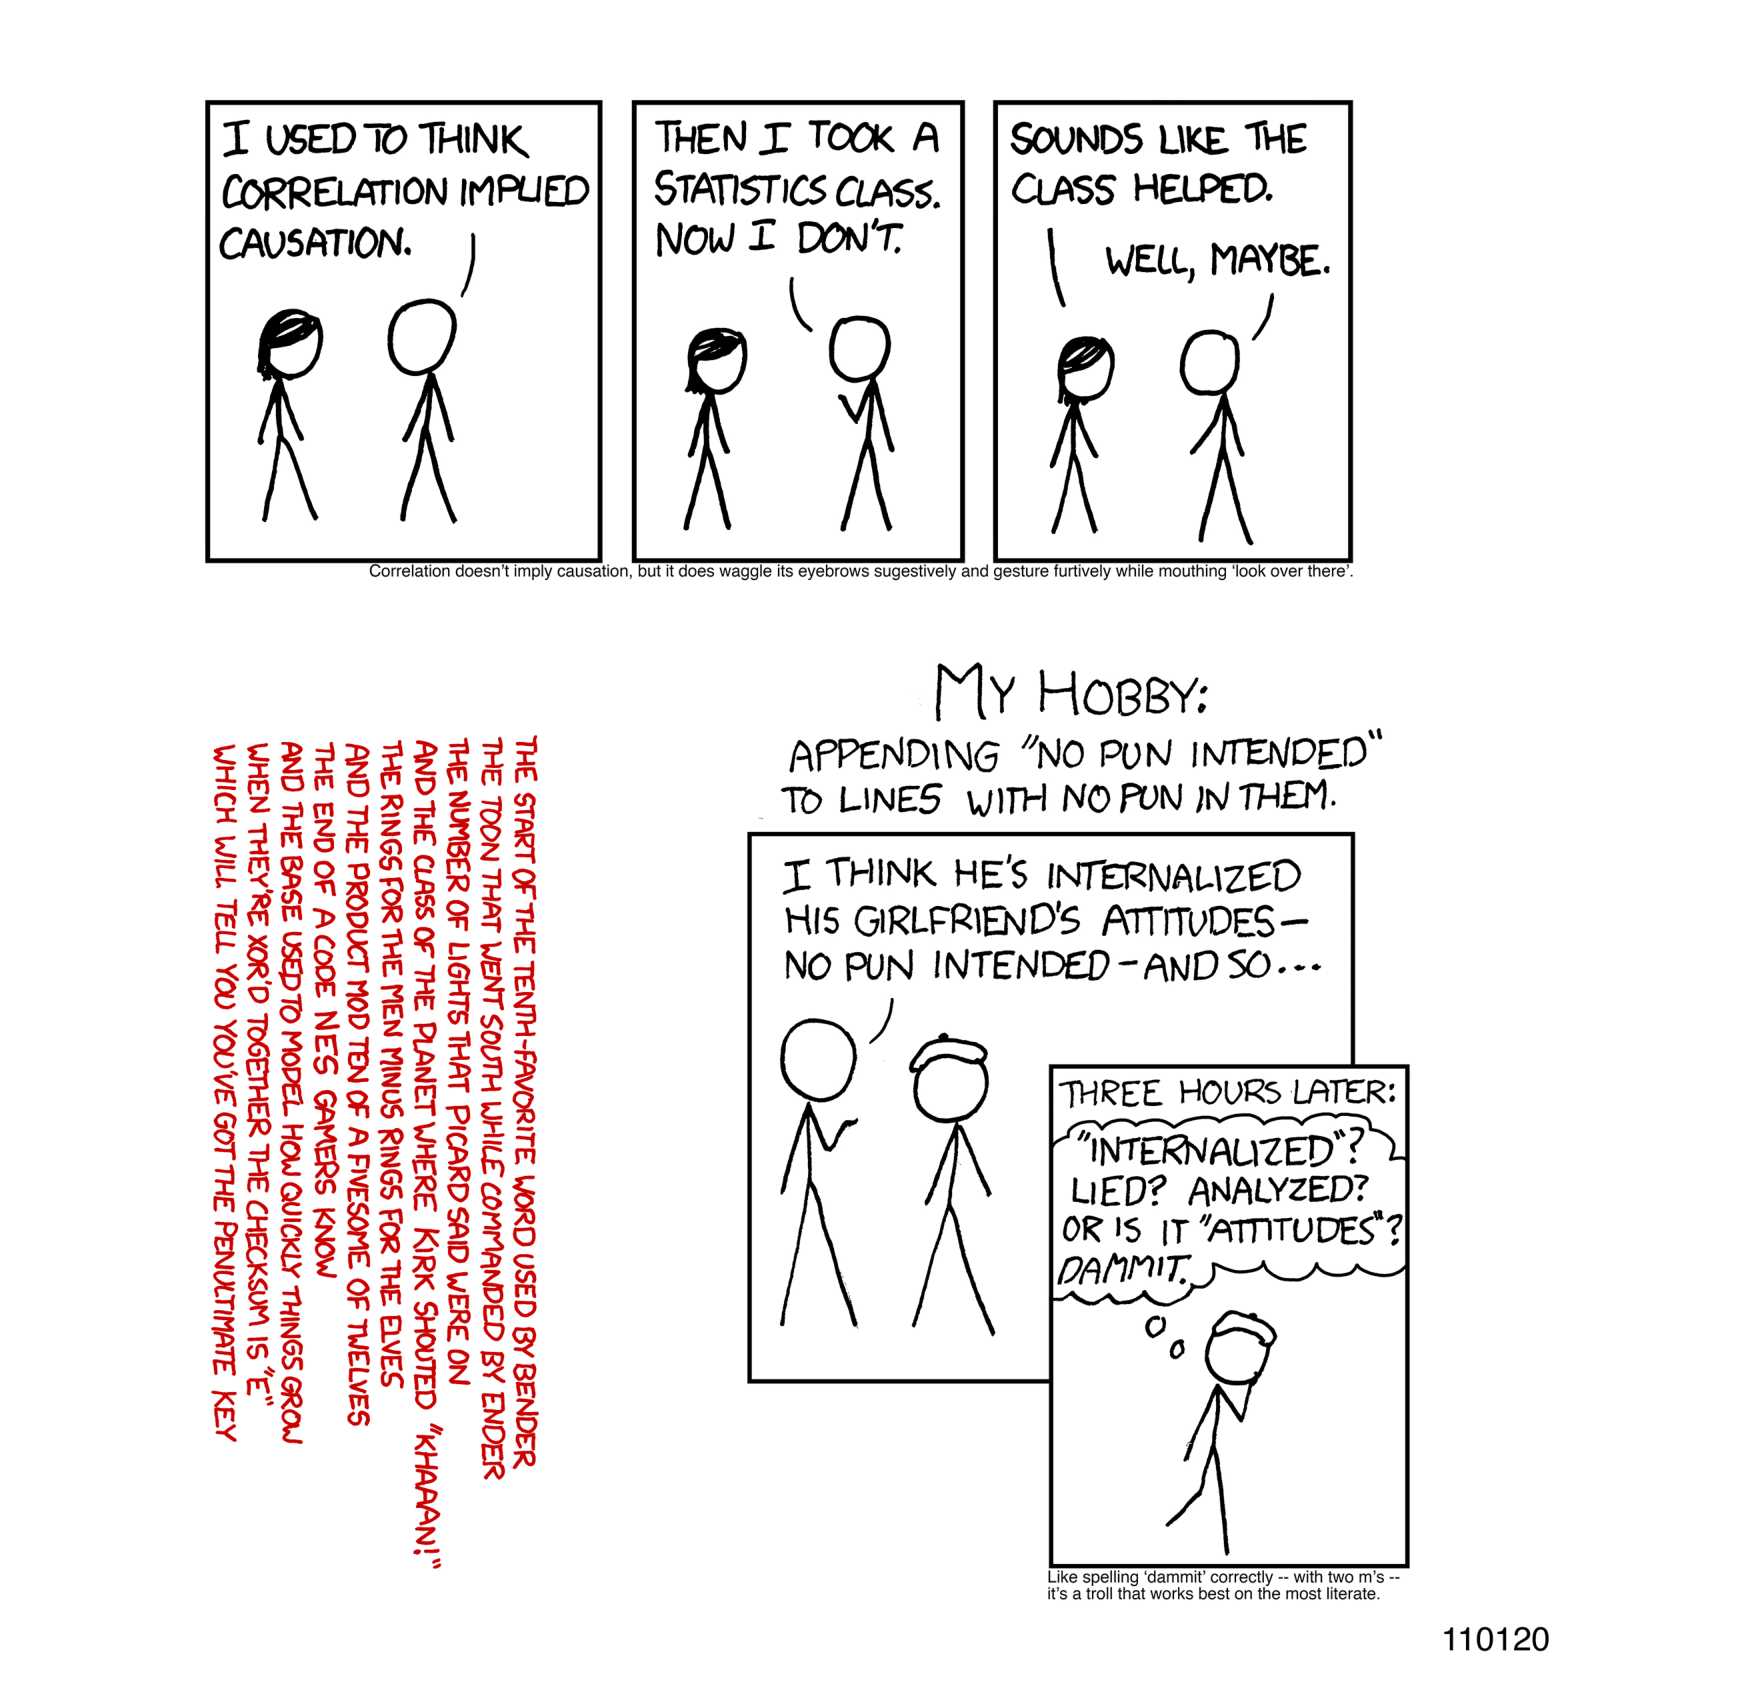 I USED TO THINK
CORRELATION IMPLIED
CAUSATION.
THEN I TOOK A
STATISTICS CLASS.
NOW I DON'T.
SOUNDS LIKE THE
CLASS HELPED.
WELL, MAYBE.
Correlation doesn't imply causation, but it does waggle its eyebrows sugestively and gesture furtively while mouthing 'look over there'.
THE START OF THE TENTH-FAVORITE WORD USED BY BENDER
THE TOON THAT WENT SOUTH WHILE COMMANDED BY ENDER
THE NUMBER OF LIGHTS THAT PICARD SAID WERE ON
AND THE CLASS OF THE PLANET WHERE KIRK SHOUTED "KHAAAN!"
THE RINGS FOR THE MEN MINUS RINGS FOR THE ELVES
AND THE PRODUCT MOD TEN OF A FIVESOME OF TWELVES
THE END OF A CODE NES GAMERS KNOW
AND THE BASE USED TO MODEL HOW QUICKLY THINGS GROW
WHEN THEY'RE XOR'D TOGETHER THE CHECKSUM IS "E"
WHICH WILL TELL YOU YOU'VE GOT THE PENULTIMATE KEY
MY HOBBY:
APPENDING "NO PUN INTENDED"
TO LINES WITH NO PUN IN THEM.
I THINK HE'S INTERNALIZED
HIS GIRLFRIEND'S ATTITUDES—
NO PUN INTENDED—AND SO...
THREE HOURS LATER:
"INTERNALIZED"?
LIED? ANALYZED?
OR IS IT "ATTITUDES"?
DAMMIT.
Like spelling 'dammit' correctly -- with two m's --
it's a troll that works best on the most literate.
110120